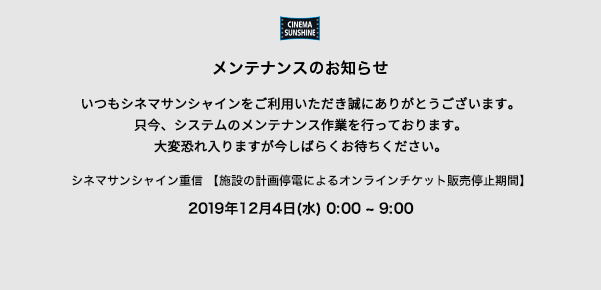 CINEMA
SUNSHINE
メンテナンスのお知らせ
いつもシネマサンシャインをご利用いただき誠にありがとうございます。
只今、システムのメンテナンス作業を行っております。
大変恐れ入りますが今しばらくお待ちください。
シネマサンシャイン重信 【施設の計画停電によるオンラインチケット販売停止期間】
2019年12月4日(水) 0:00 ~ 9:00